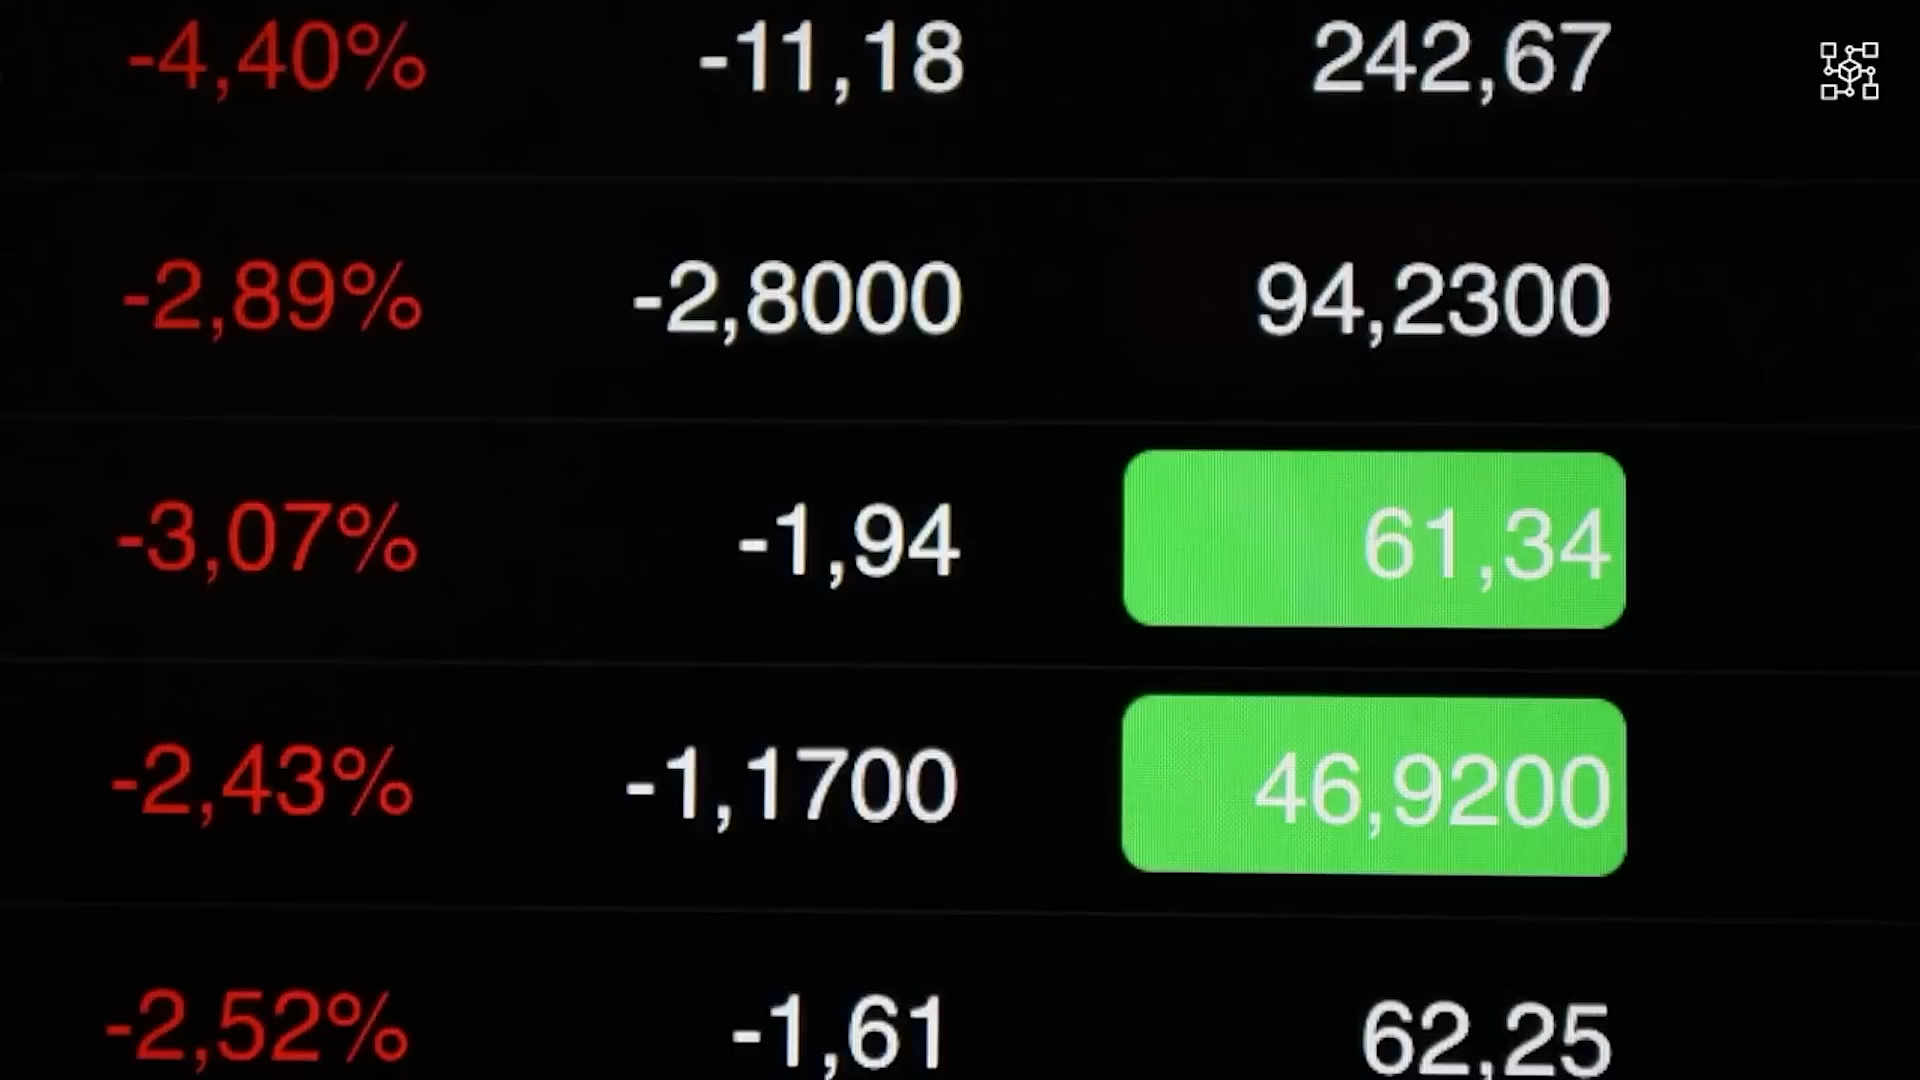 -4,40% -11,18 242,67
-2,89% -2,8000 94,2300
-3,07% -1,94 61,34
-2,43% -1,1700 46,9200
-2,52% -1,61 62,25